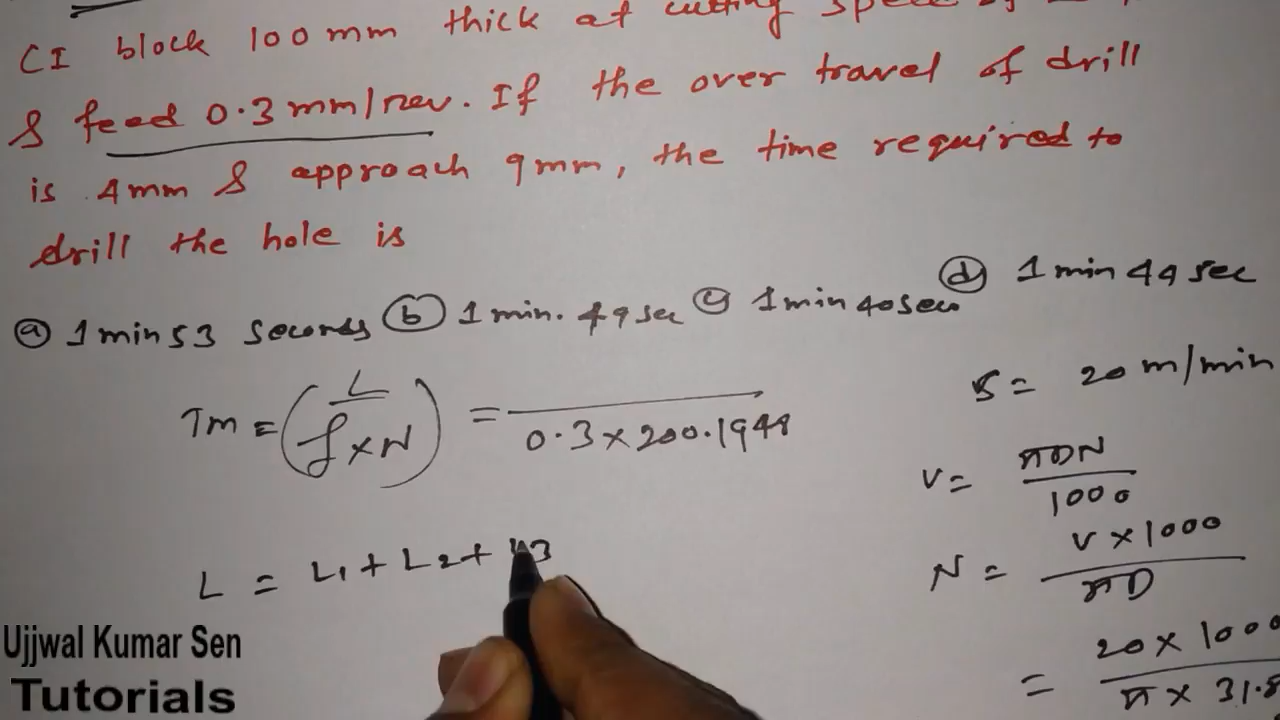 CI block 100 mm thick at cutting
& feed 0.3 mm/rev. If the over travel of drill
is 4mm & approach 9mm, the time required to
drill the hole is
(a) 1 min 53 seconds (b) 1 min. 49 sec (c) 1 min 40 seco (d) 1 min 44 sec
Tm = (L / f×N) = / 0.3×200.1948
S = 20 m/min
V = πDN / 1000
N = V×1000 / πD
= 20×1000 / π×31.8
L = L1 + L2 + L3
Ujjwal Kumar Sen
Tutorials